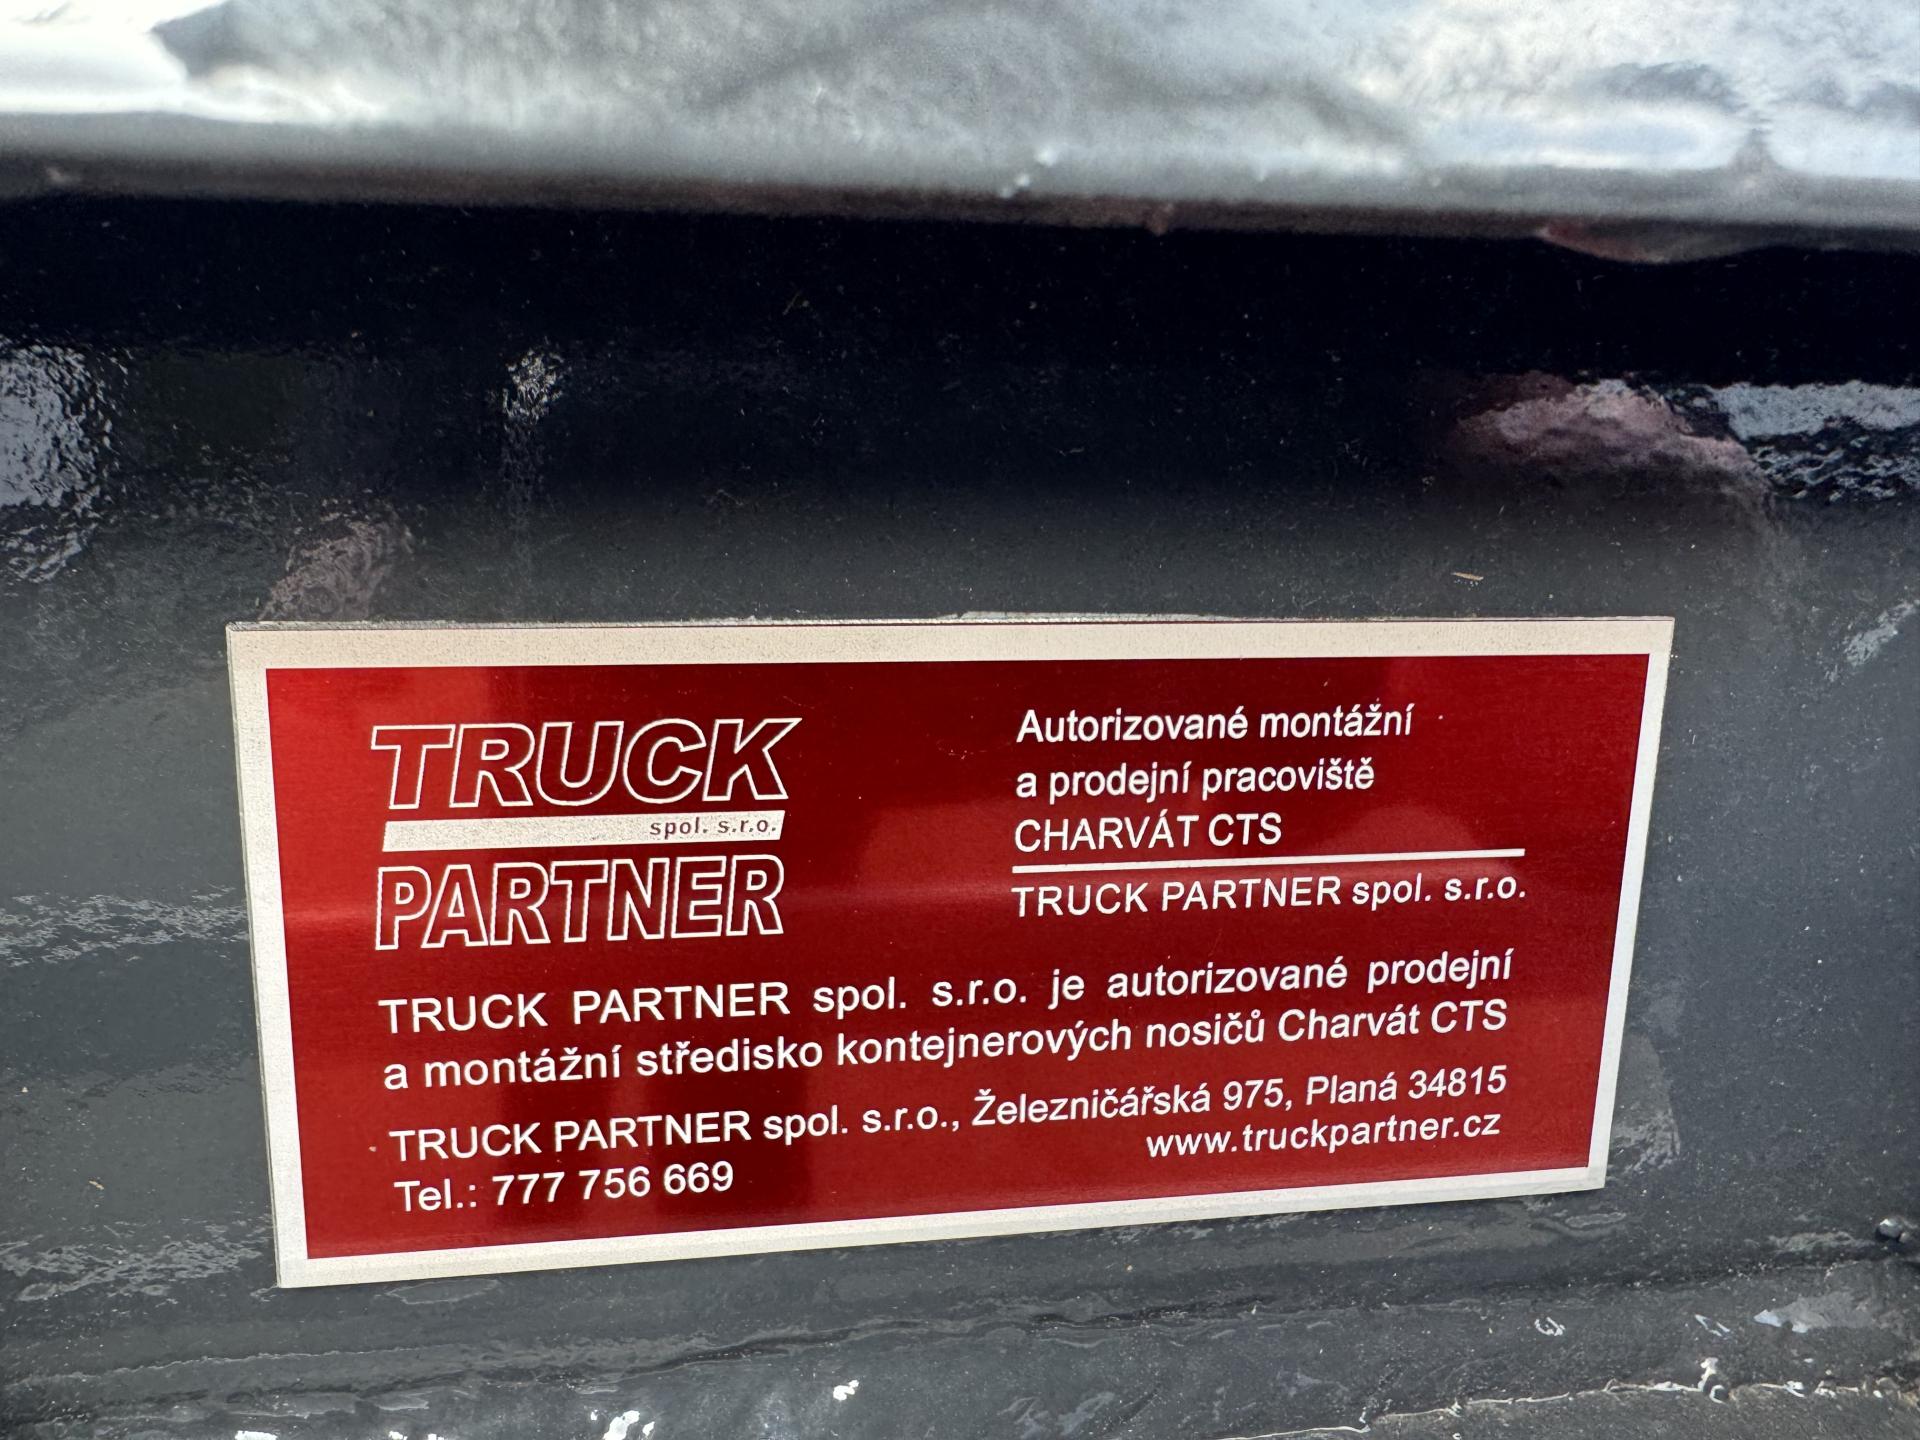 TRUCK
spol. s.r.o.
PARTNER
Autorizované montážní
a prodejní pracoviště
CHARVÁT CTS
TRUCK PARTNER spol. s.r.o.
TRUCK PARTNER spol. s.r.o. je autorizované prodejní
a montážní středisko kontejnerových nosičů Charvát CTS
TRUCK PARTNER spol. s.r.o., Železničářská 975, Planá 34815
www.truckpartner.cz
Tel.: 777 756 669